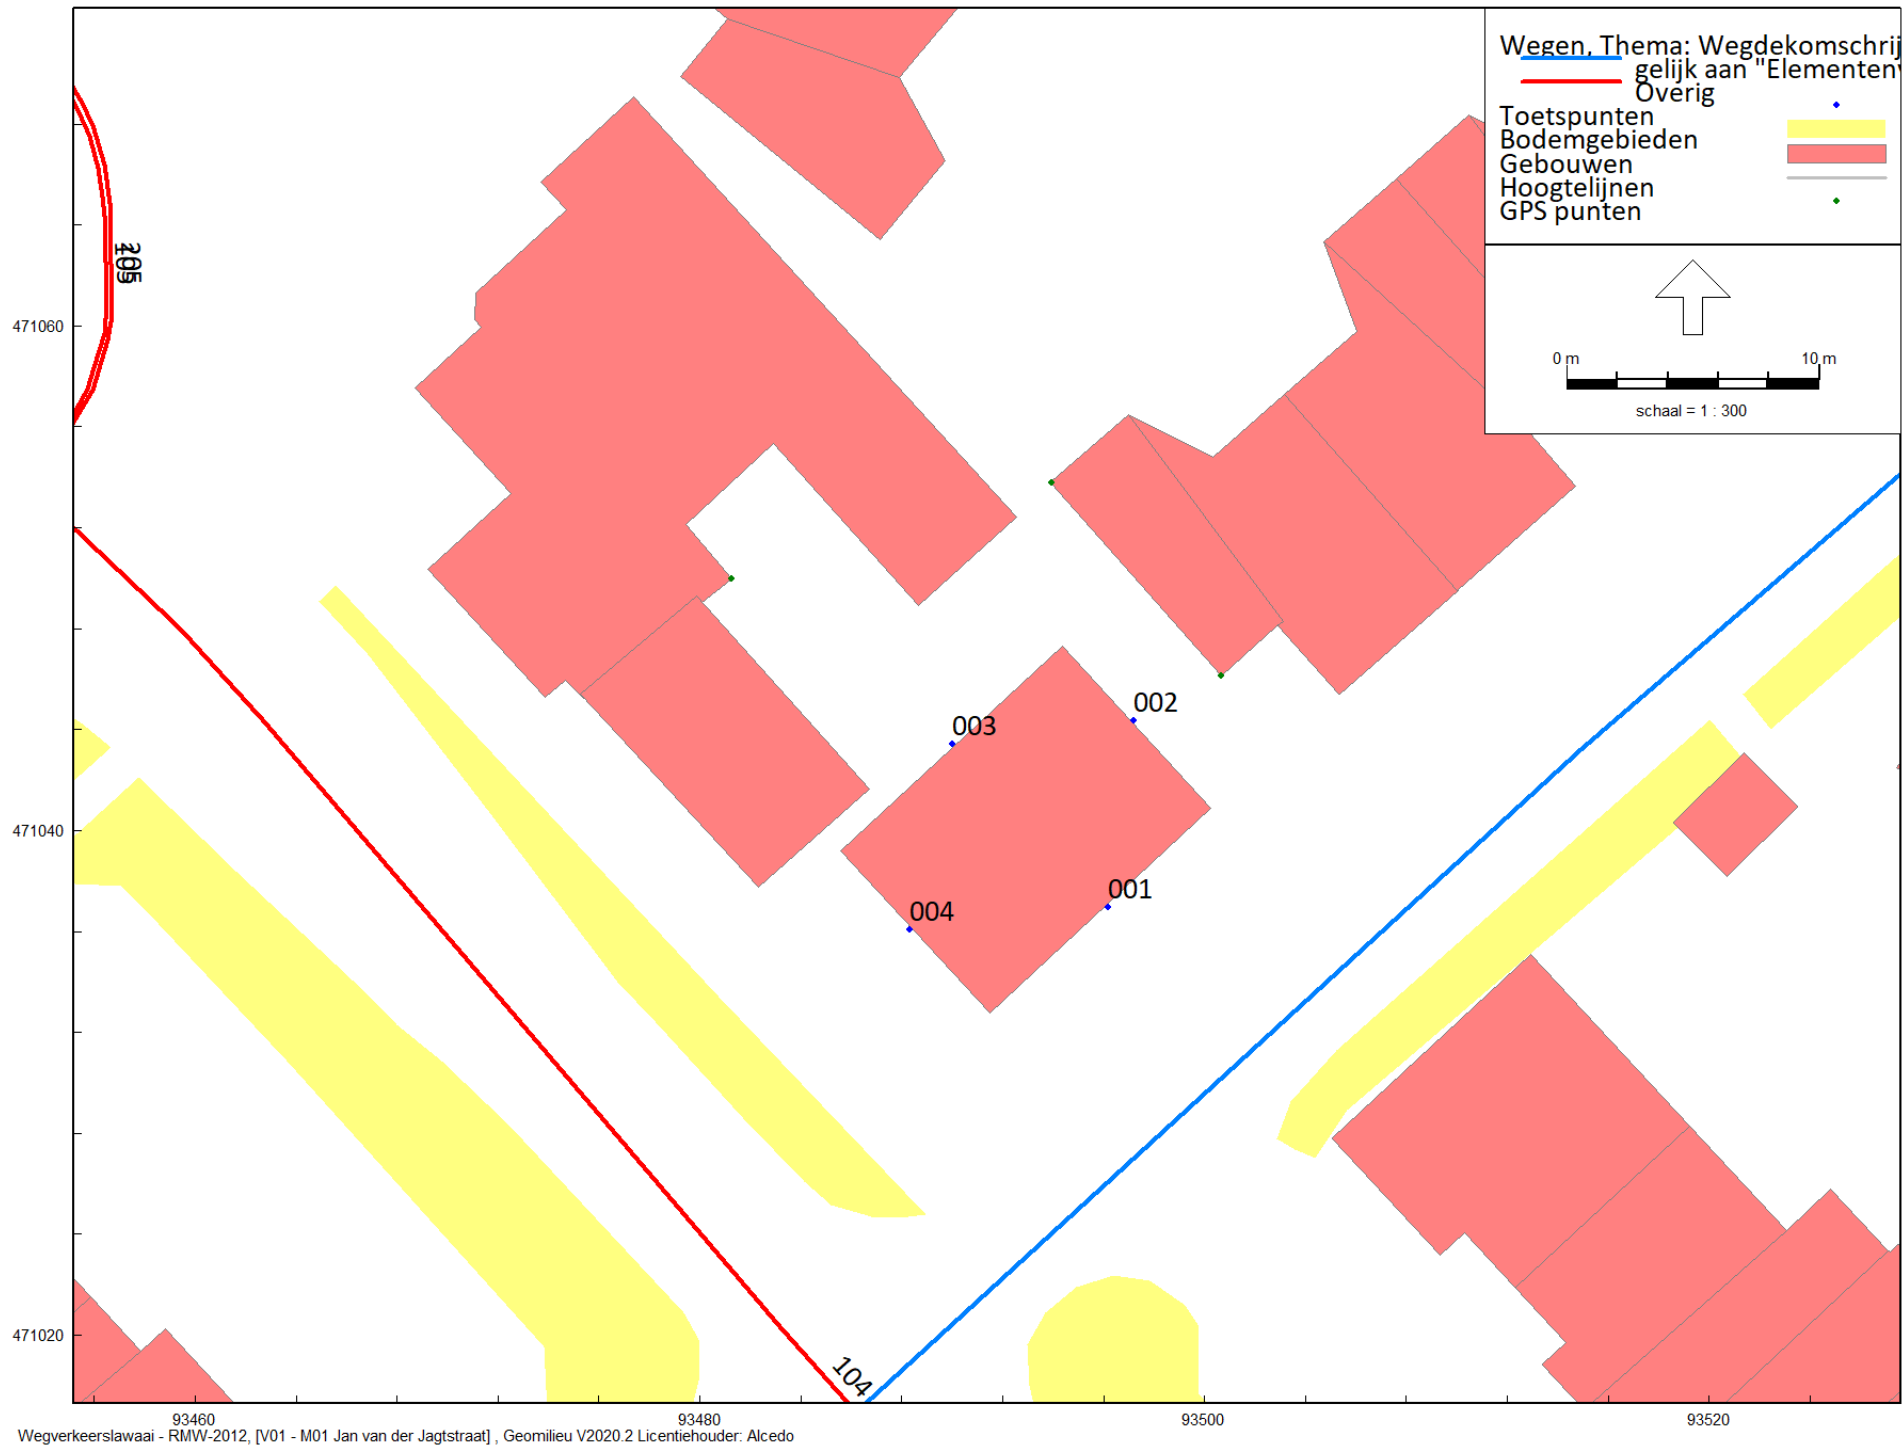 Wegen, Thema: Wegdekomschrij
gelijk aan "Elementenv
Overig
Toetspunten
Bodemgebieden
Gebouwen
Hoogtelijnen
GPS punten
0 m 10 m
schaal = 1 : 300
471060
471040
471020
002
003
001
004
104
93460 93480 93500 93520
Wegverkeerslawaai - RMW-2012, [V01 - M01 Jan van der Jagtstraat] , Geomilieu V2020.2 Licentiehouder: Alcedo